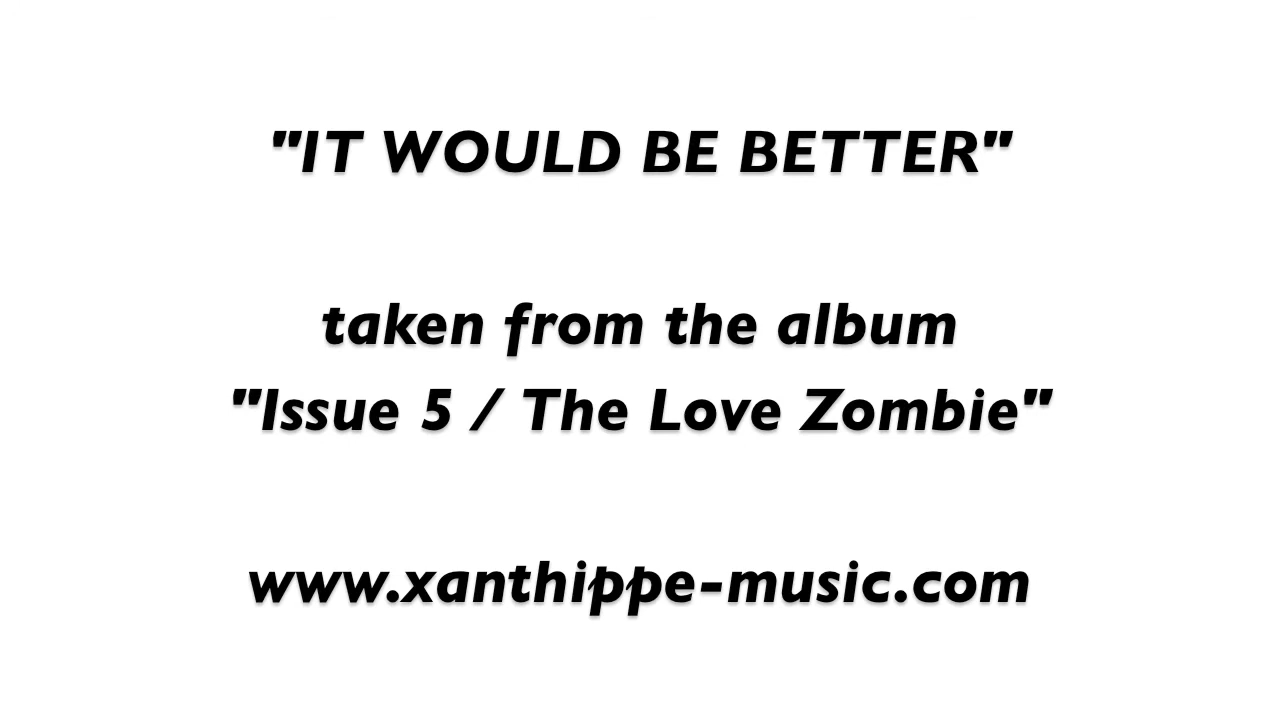 "IT WOULD BE BETTER"
taken from the album
"Issue 5 / The Love Zombie"
www.xanthippe-music.com